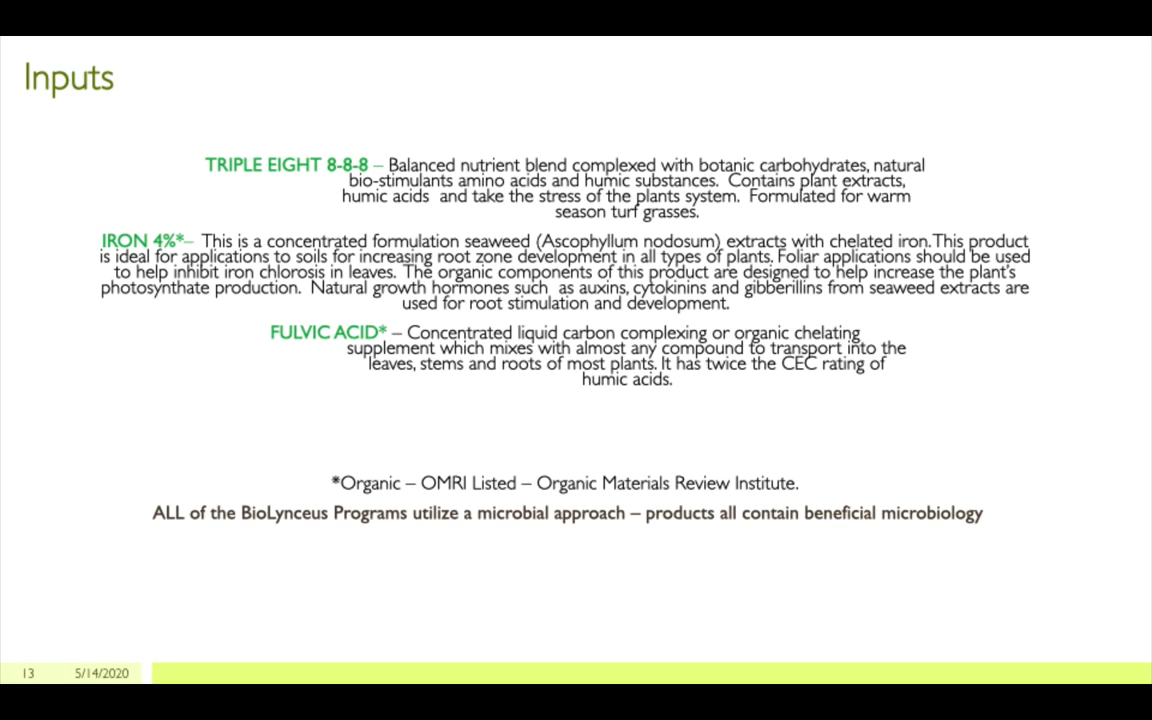 Inputs
TRIPLE EIGHT 8-8-8 – Balanced nutrient blend complexed with botanic carbohydrates, natural
bio-stimulants amino acids and humic substances. Contains plant extracts,
humic acids and take the stress of the plants system. Formulated for warm
season turf grasses.
IRON 4%*– This is a concentrated formulation seaweed (Ascophyllum nodosum) extracts with chelated iron. This product
is ideal for applications to soils for increasing root zone development in all types of plants. Foliar applications should be used
to help inhibit iron chlorosis in leaves. The organic components of this product are designed to help increase the plant's
photosynthate production. Natural growth hormones such as auxins, cytokinins and gibberillins from seaweed extracts are
used for root stimulation and development.
FULVIC ACID* – Concentrated liquid carbon complexing or organic chelating
supplement which mixes with almost any compound to transport into the
leaves, stems and roots of most plants. It has twice the CEC rating of
humic acids.
*Organic – OMRI Listed – Organic Materials Review Institute.
ALL of the BioLynceus Programs utilize a microbial approach – products all contain beneficial microbiology
13 5/14/2020